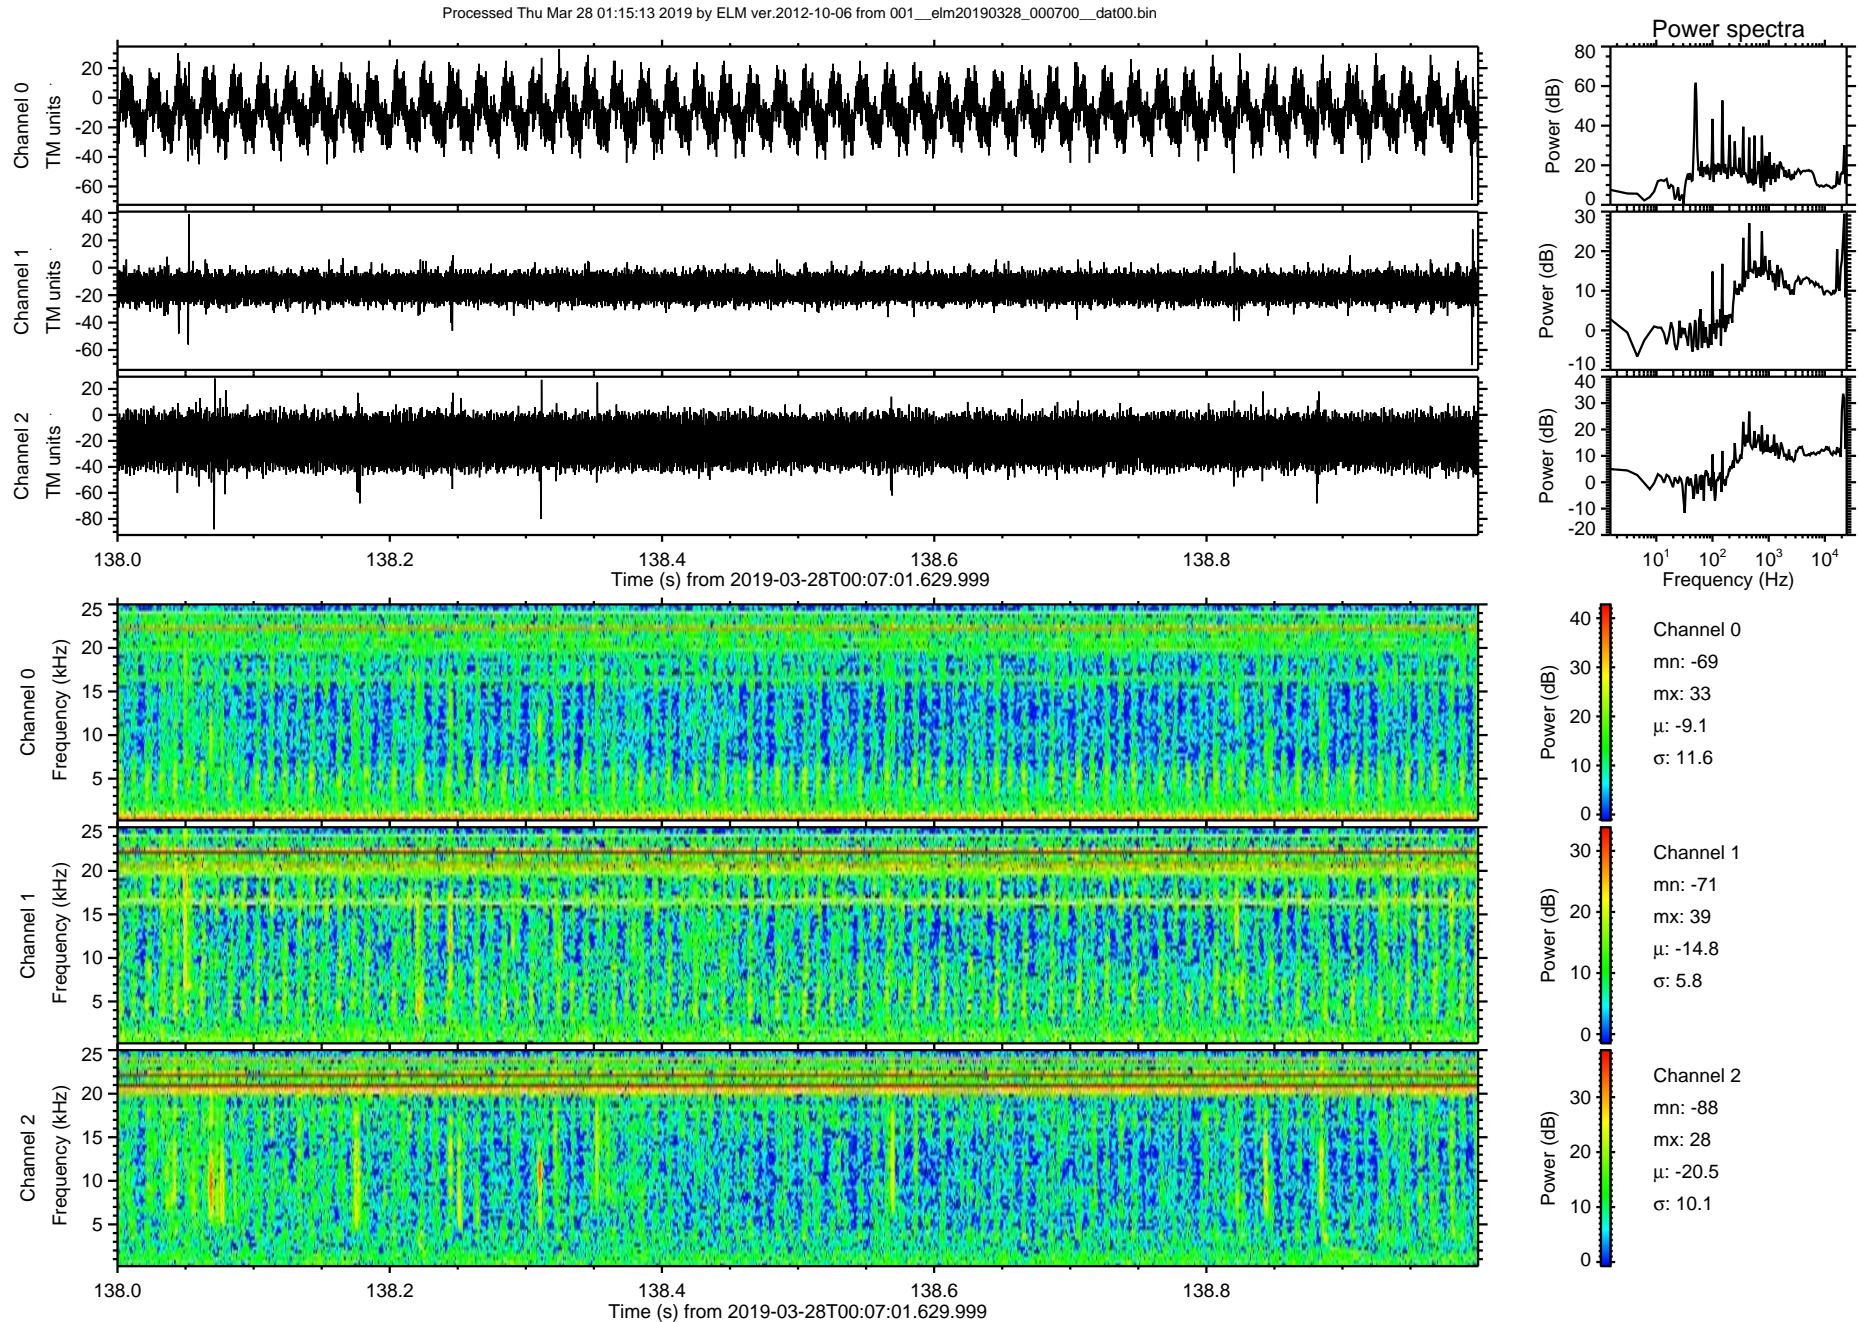 Processed Thu Mar 28 01:15:13 2019 by ELM ver.2012-10-06 from 001__elm20190328_000700__dat00.bin
Power spectra
Channel 0
TM units
20
0
-20
-40
-60
Power (dB)
80
60
40
20
0
Channel 1
TM units
40
20
0
-20
-40
-60
Power (dB)
30
20
10
0
-10
Channel 2
TM units
20
0
-20
-40
-60
-80
Power (dB)
40
30
20
10
0
-10
-20
138.0 138.2 138.4 138.6 138.8
Time (s) from 2019-03-28T00:07:01.629.999
10¹ 10² 10³ 10⁴
Frequency (Hz)
Channel 0
Frequency (kHz)
25
20
15
10
5
Power (dB)
40
30
20
10
0
Channel 0
mn: -69
mx: 33
μ: -9.1
σ: 11.6
Channel 1
Frequency (kHz)
25
20
15
10
5
Power (dB)
30
20
10
0
Channel 1
mn: -71
mx: 39
μ: -14.8
σ: 5.8
Channel 2
Frequency (kHz)
25
20
15
10
5
Power (dB)
30
20
10
0
Channel 2
mn: -88
mx: 28
μ: -20.5
σ: 10.1
138.0 138.2 138.4 138.6 138.8
Time (s) from 2019-03-28T00:07:01.629.999